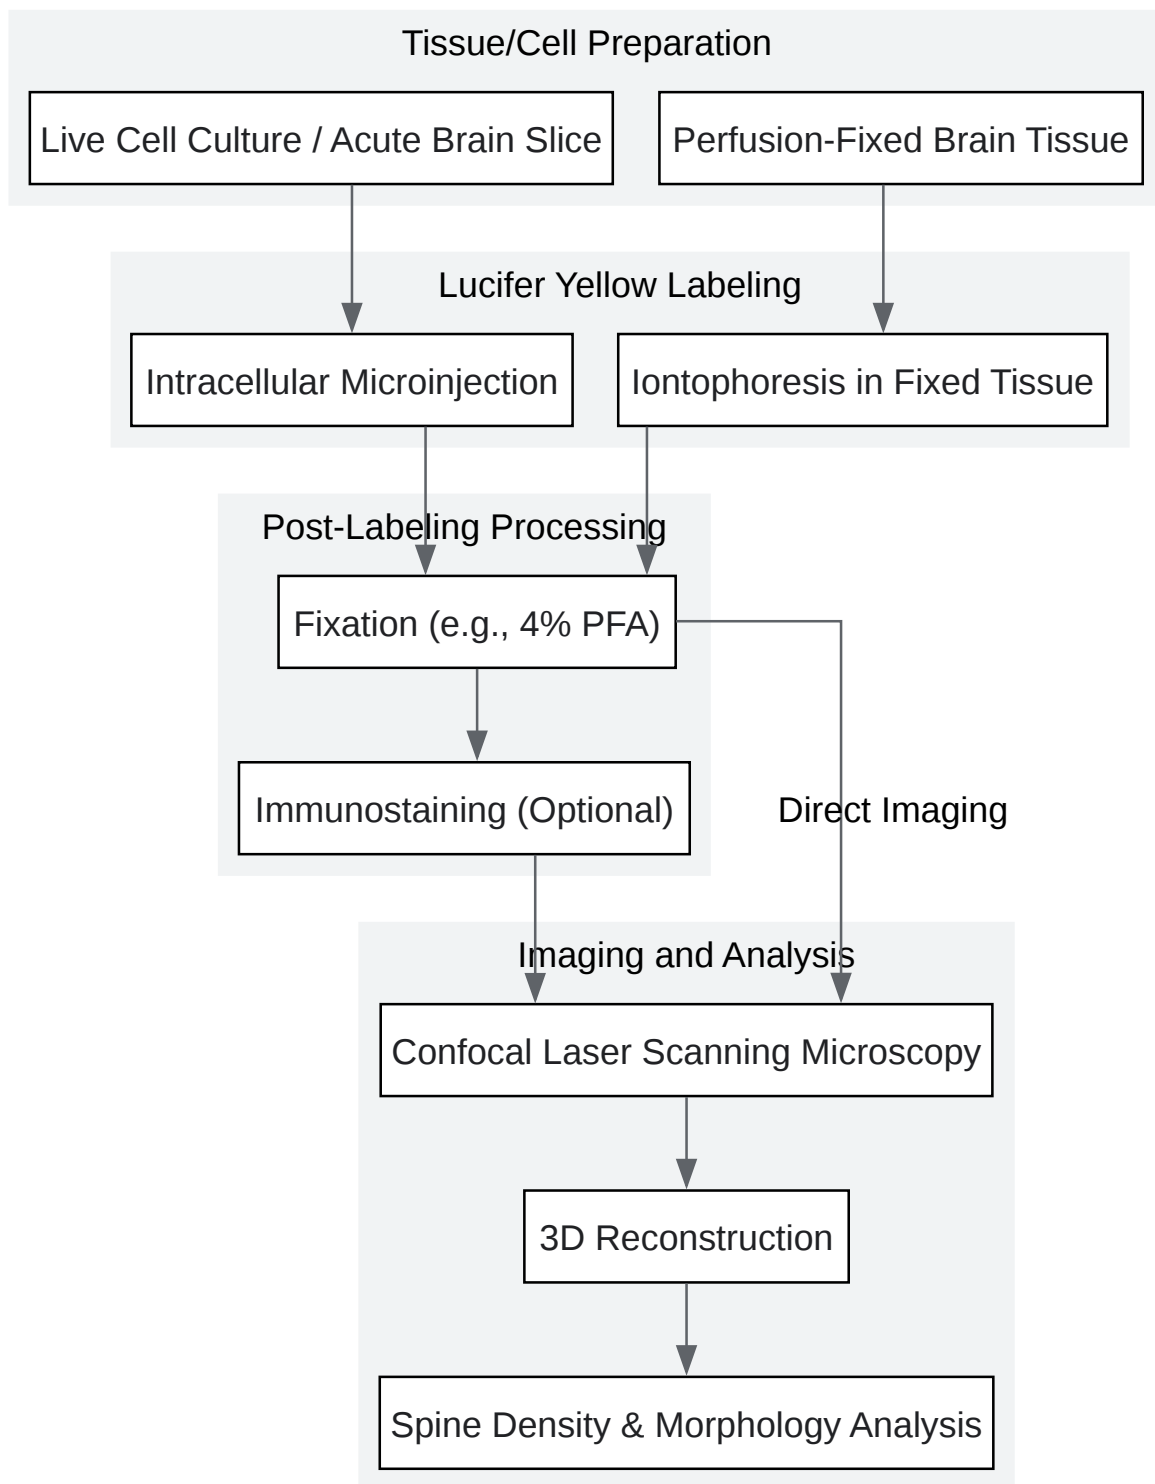 Tissue/Cell Preparation
Live Cell Culture / Acute Brain Slice
Perfusion-Fixed Brain Tissue
Lucifer Yellow Labeling
Intracellular Microinjection
Iontophoresis in Fixed Tissue
Post-Labeling Processing
Fixation (e.g., 4% PFA)
Immunostaining (Optional)
Direct Imaging
Imaging and Analysis
Confocal Laser Scanning Microscopy
3D Reconstruction
Spine Density & Morphology Analysis